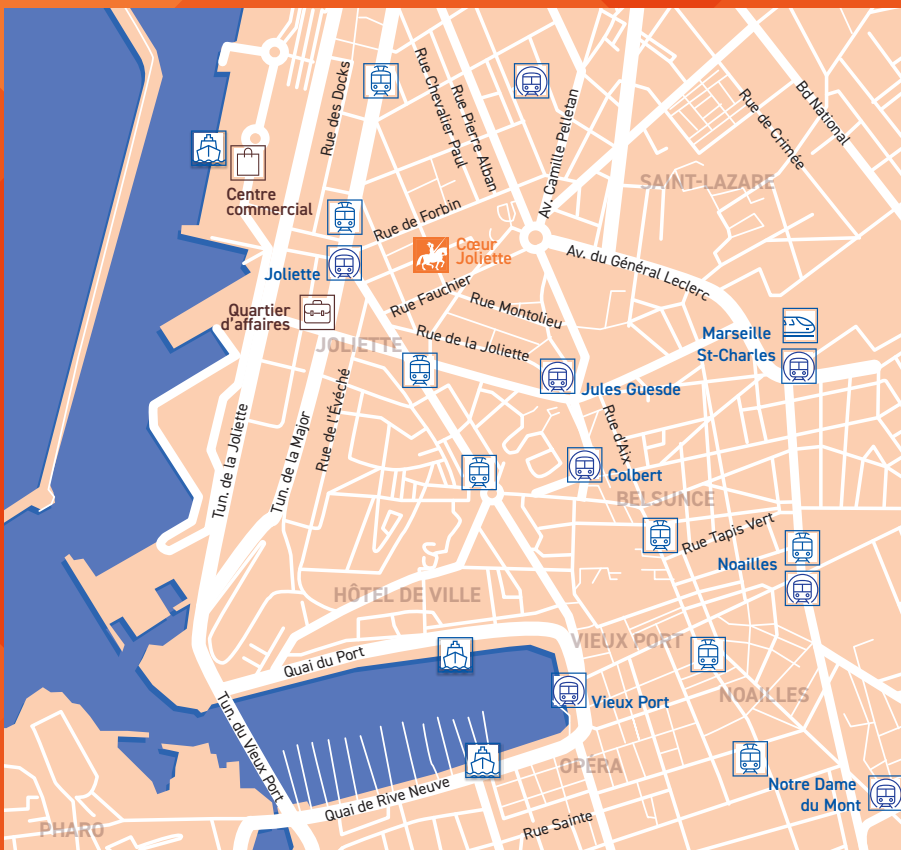 Rue des Docks
Rue Chevalier Paul
Rue Pierre Alban
Av. Camille Pelletan
Bd National
Rue de Crimée
SAINT-LAZARE
Centre
commercial
Rue de Forbin
Cœur
Joliette
Av. du Général Leclerc
Joliette
Rue Fauchier
Rue Montolieu
Quartier
d'affaires
JOLIETTE
Rue de la Joliette
Marseille
St-Charles
Jules Guesde
Rue d'Aix
Tun. de la Joliette
Tun. de la Major
Rue de l'Évéché
Colbert
BELSUNCE
Rue Tapis Vert
Noailles
HÔTEL DE VILLE
VIEUX PORT
Quai du Port
NOAILLES
Vieux Port
Tun. du Vieux Port
OPÉRA
Quai de Rive Neuve
Notre Dame
du Mont
Rue Sainte
PHARO